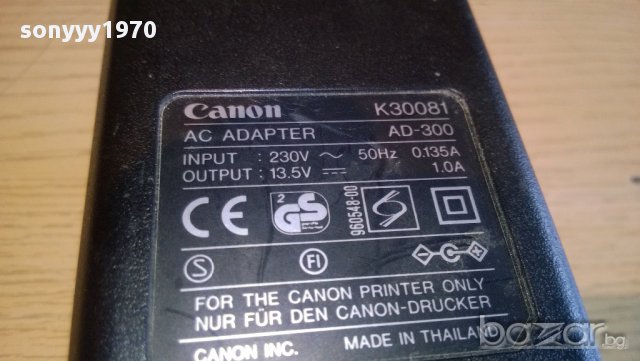 sonyyy1970
Canon K30081
AC ADAPTER AD-300
INPUT : 230V ~ 50Hz 0.135A
OUTPUT : 13.5V ⎓ 1.0A
CE 2 GS 960548-00 S
S FI
FOR THE CANON PRINTER ONLY
NUR FÜR DEN CANON-DRUCKER
CANON INC. MADE IN THAILAND
bazar.bg